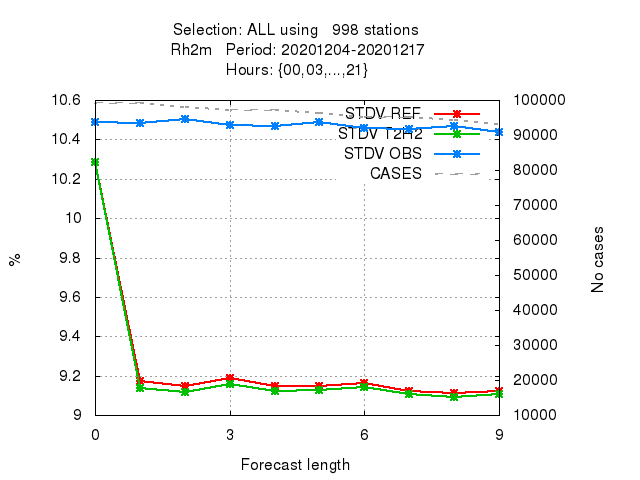 Selection: ALL using 998 stations
Rh2m Period: 20201204-20201217
Hours: {00,03,...,21}
10.6
10.4
10.2
10
9.8
9.6
9.4
9.2
9
%
100000
90000
80000
70000
60000
50000
40000
30000
20000
10000
No cases
STDV REF
STDV T2H2
STDV OBS
CASES
0 3 6 9
Forecast length